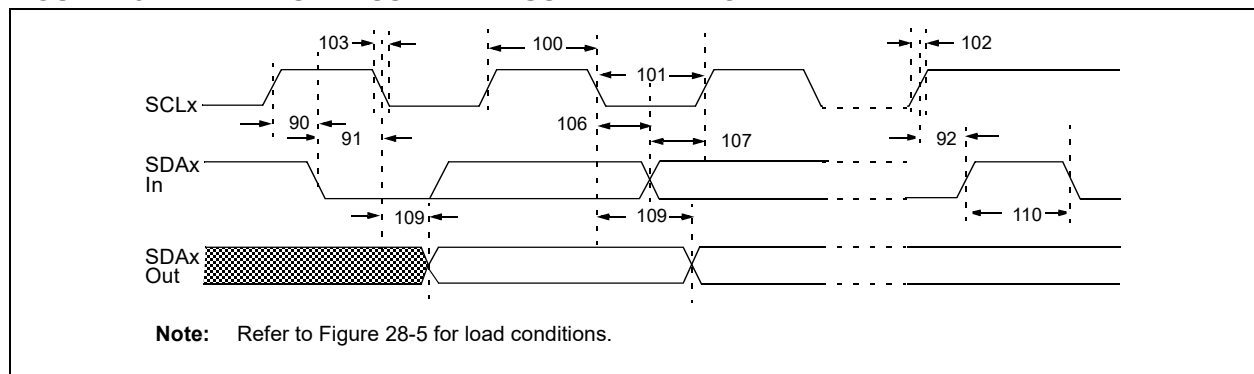 103
100
102
101
SCLx
90
106
91
107
92
SDAx
In
109
109
110
SDAx
Out
Note: Refer to Figure 28-5 for load conditions.